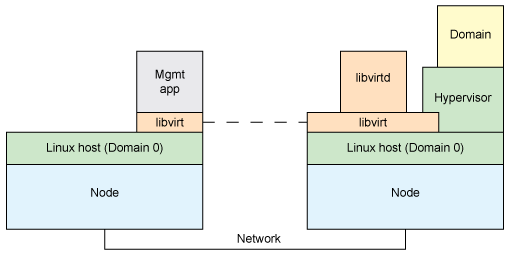 Mgmt
app
libvirt
Linux host (Domain 0)
Node
Domain
libvirtd
Hypervisor
libvirt
Linux host (Domain 0)
Node
Network